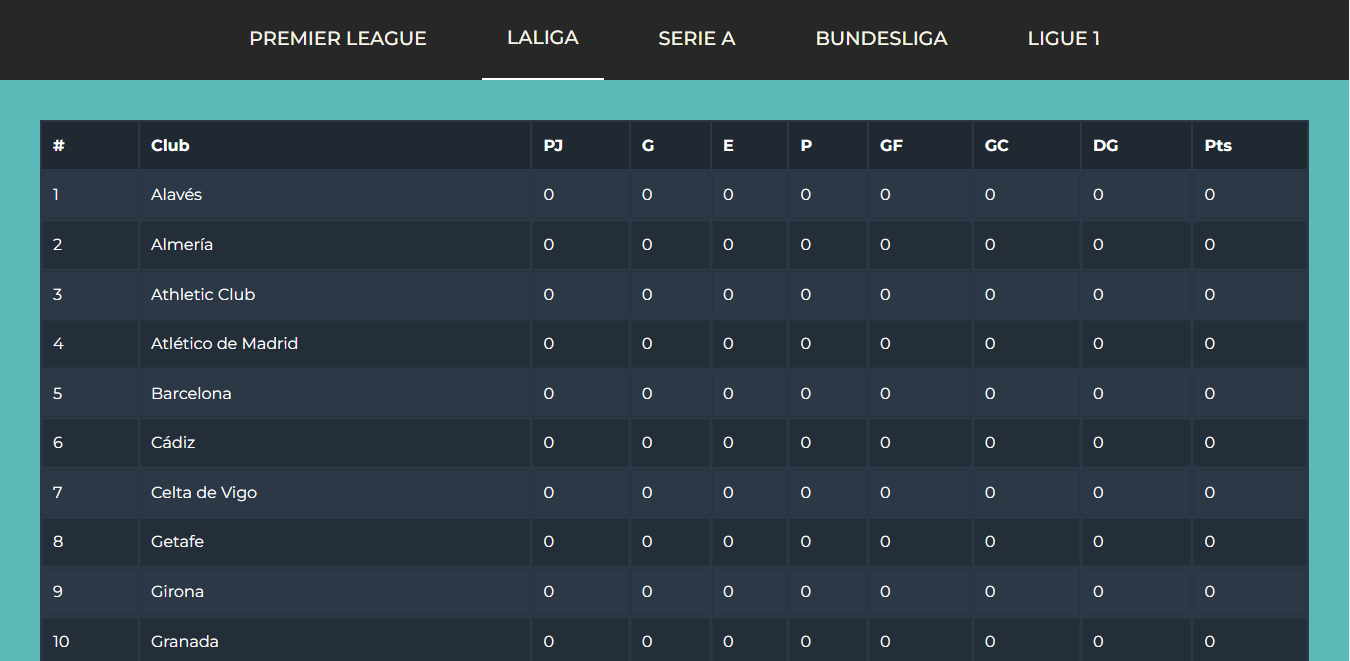 PREMIER LEAGUE LALIGA SERIE A BUNDESLIGA LIGUE 1
# Club PJ G E P GF GC DG Pts
1 Alavés 0 0 0 0 0 0 0 0
2 Almería 0 0 0 0 0 0 0 0
3 Athletic Club 0 0 0 0 0 0 0 0
4 Atlético de Madrid 0 0 0 0 0 0 0 0
5 Barcelona 0 0 0 0 0 0 0 0
6 Cádiz 0 0 0 0 0 0 0 0
7 Celta de Vigo 0 0 0 0 0 0 0 0
8 Getafe 0 0 0 0 0 0 0 0
9 Girona 0 0 0 0 0 0 0 0
10 Granada 0 0 0 0 0 0 0 0